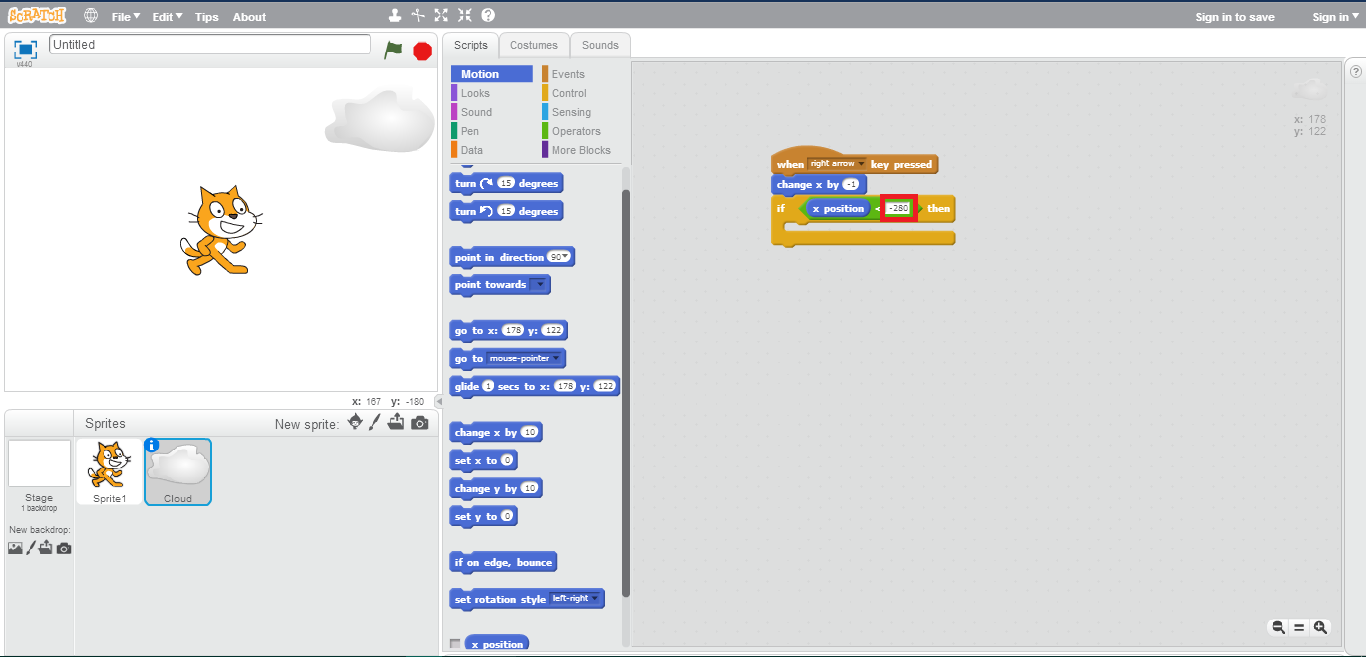 SCRATCH
File Edit Tips About
Sign in to save Sign in
Untitled
v440
Scripts Costumes Sounds
Motion Events
Looks Control
Sound Sensing
Pen Operators
Data More Blocks
turn 15 degrees
turn 15 degrees
point in direction 90
point towards
go to x: 178 y: 122
go to mouse-pointer
glide 1 secs to x: 178 y: 122
change x by 10
set x to 0
change y by 10
set y to 0
if on edge, bounce
set rotation style left-right
x position
when right arrow key pressed
change x by -1
if x position < -280 then
x: 178
y: 122
x: 167 y: -180
Sprites New sprite:
Stage
1 backdrop
New backdrop:
Sprite1
Cloud